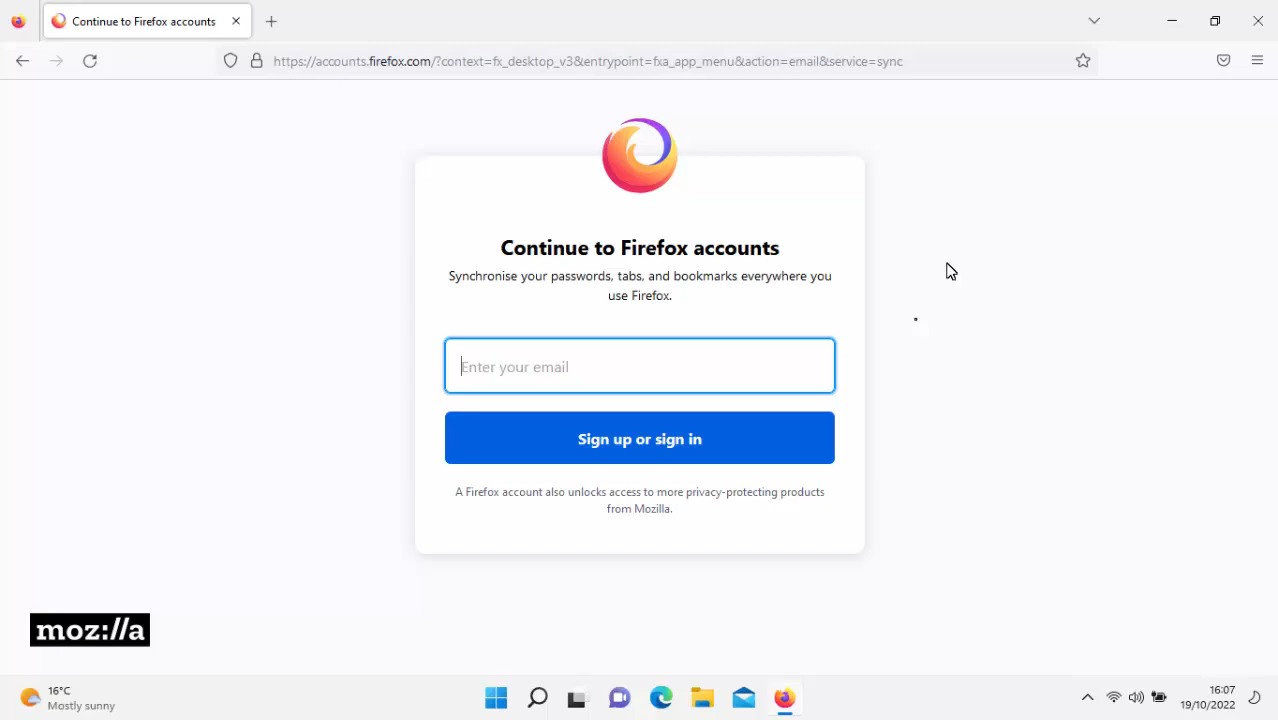 Continue to Firefox accounts
https://accounts.firefox.com/?context=fx_desktop_v3&entrypoint=fxa_app_menu&action=email&service=sync
Continue to Firefox accounts
Synchronise your passwords, tabs, and bookmarks everywhere you
use Firefox.
Enter your email
Sign up or sign in
A Firefox account also unlocks access to more privacy-protecting products
from Mozilla.
moz://a
16°C
Mostly sunny
16:07
19/10/2022